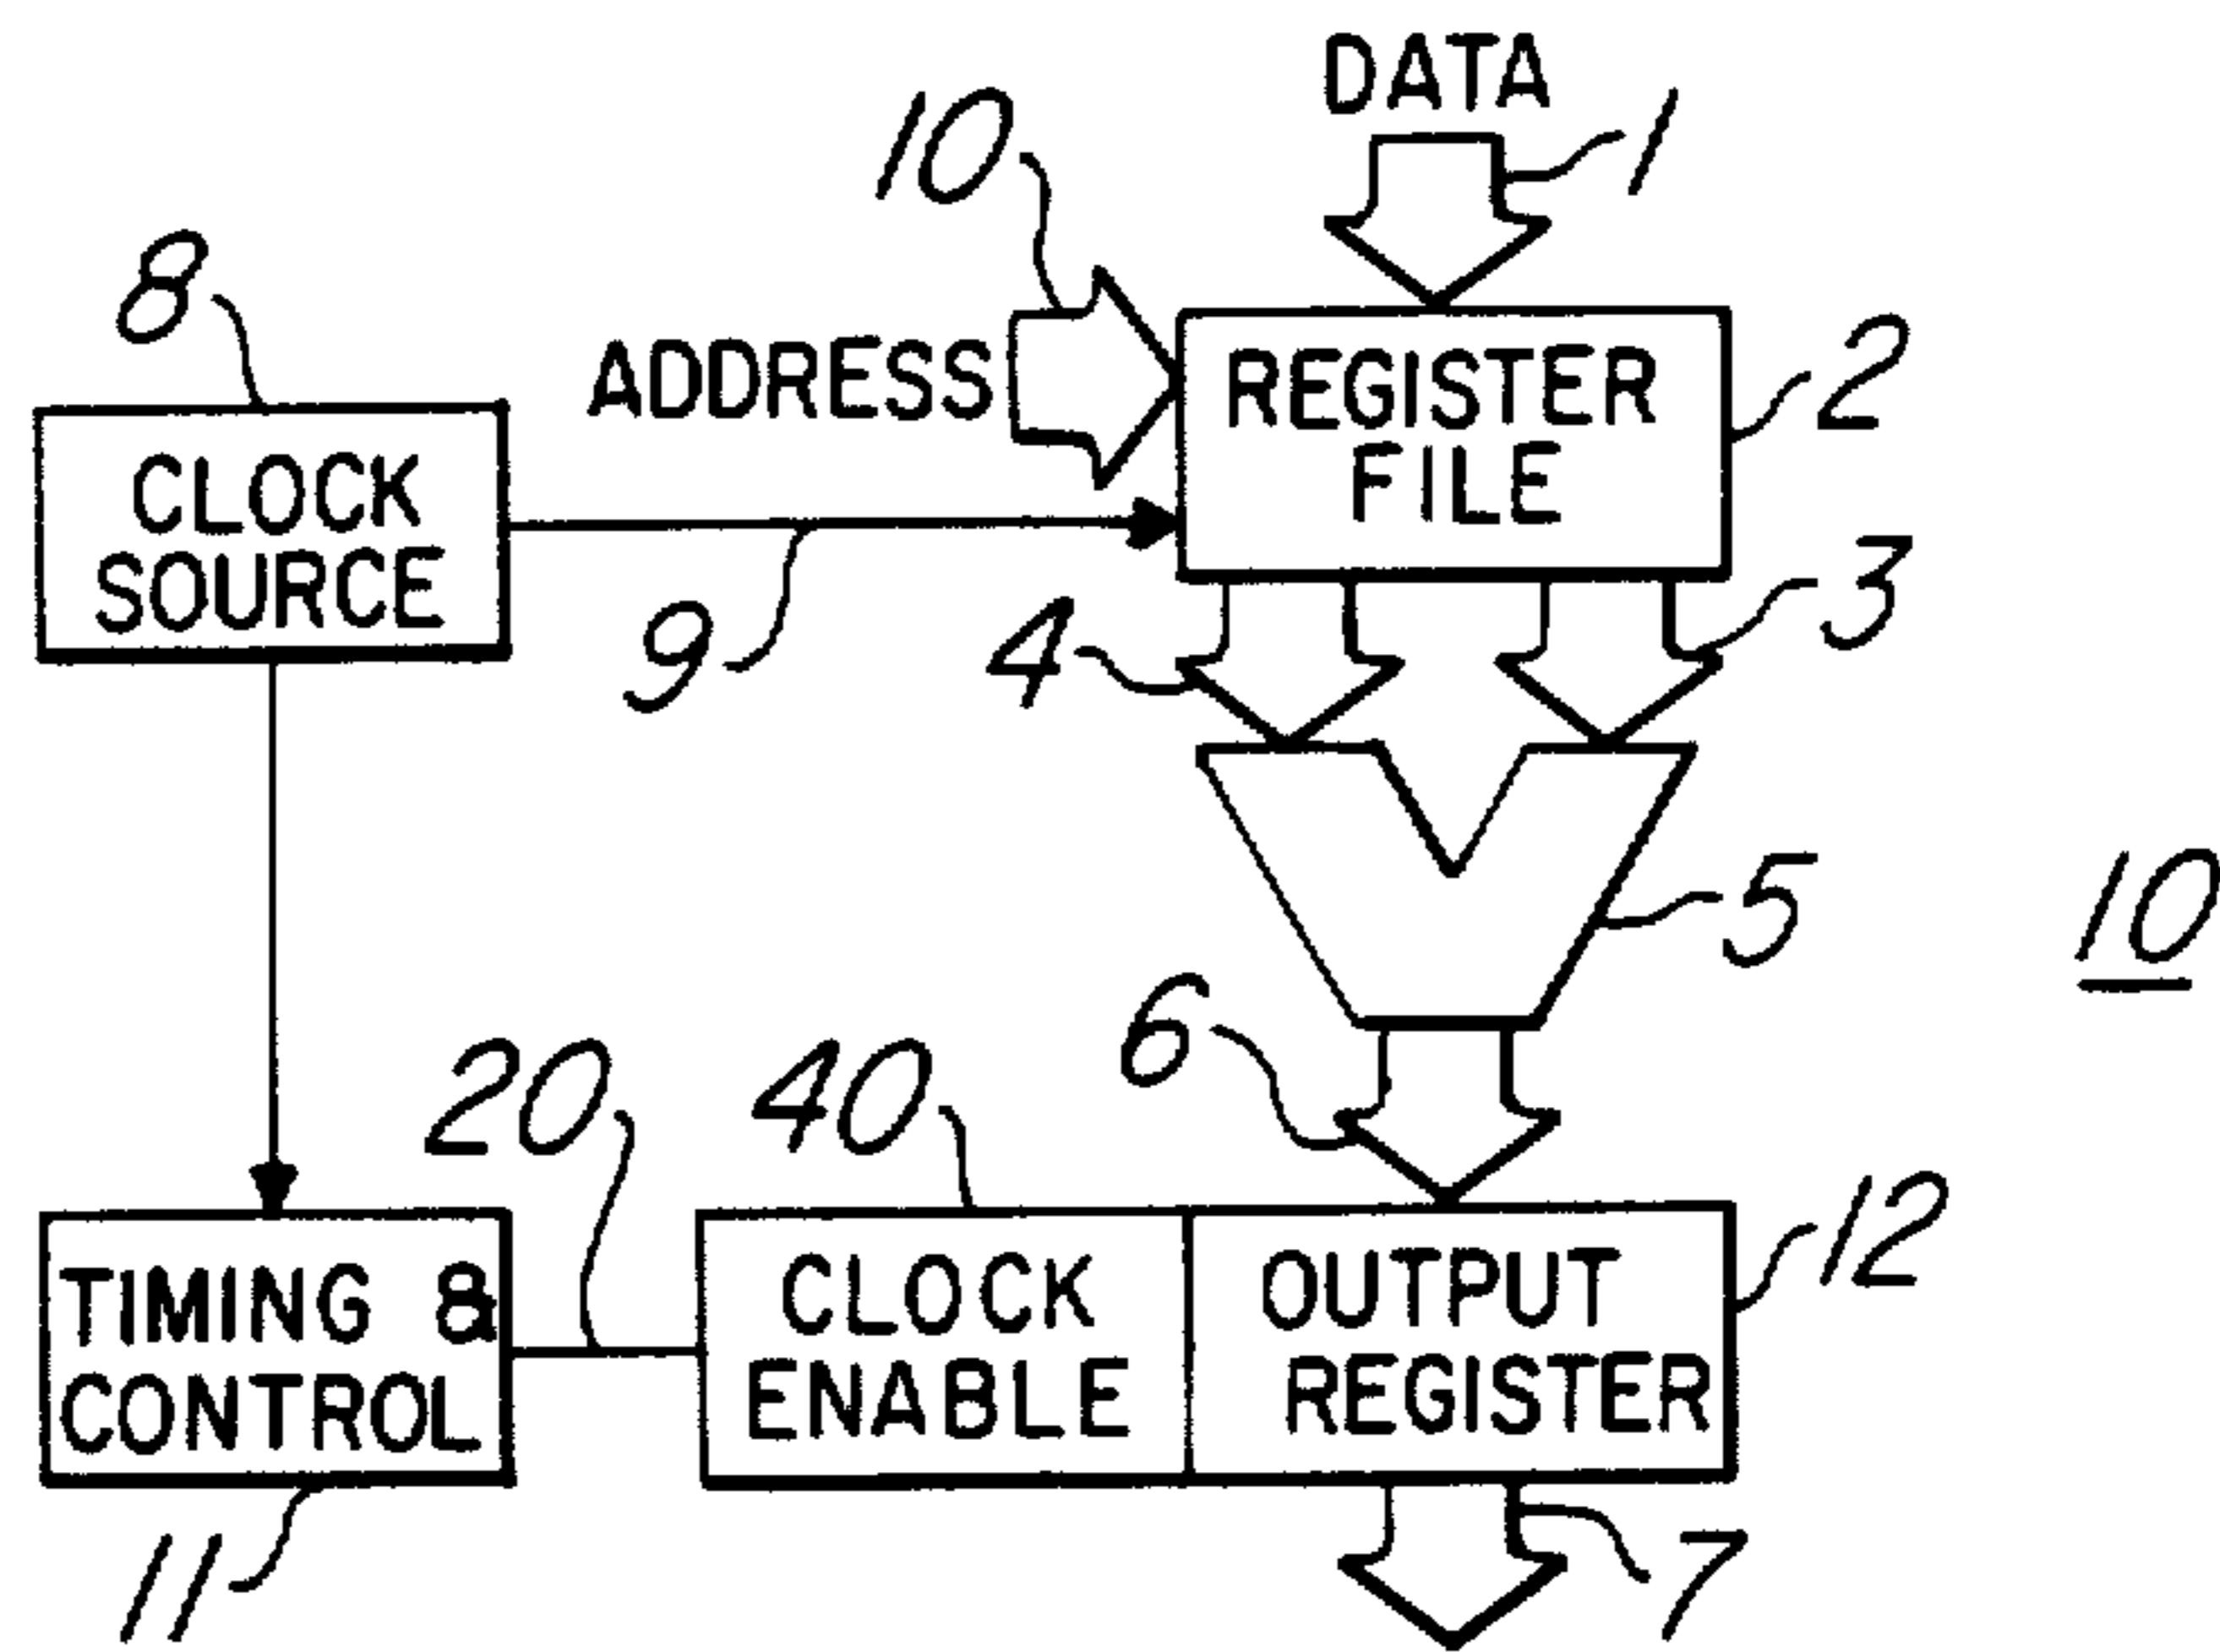 DATA
1
10
8
ADDRESS
REGISTER
FILE
2
CLOCK
SOURCE
9
4
3
5
10
6
20
40
12
TIMING &
CONTROL
CLOCK
ENABLE
OUTPUT
REGISTER
11
7